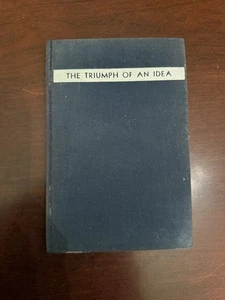 THE TRIUMPH OF AN IDEA